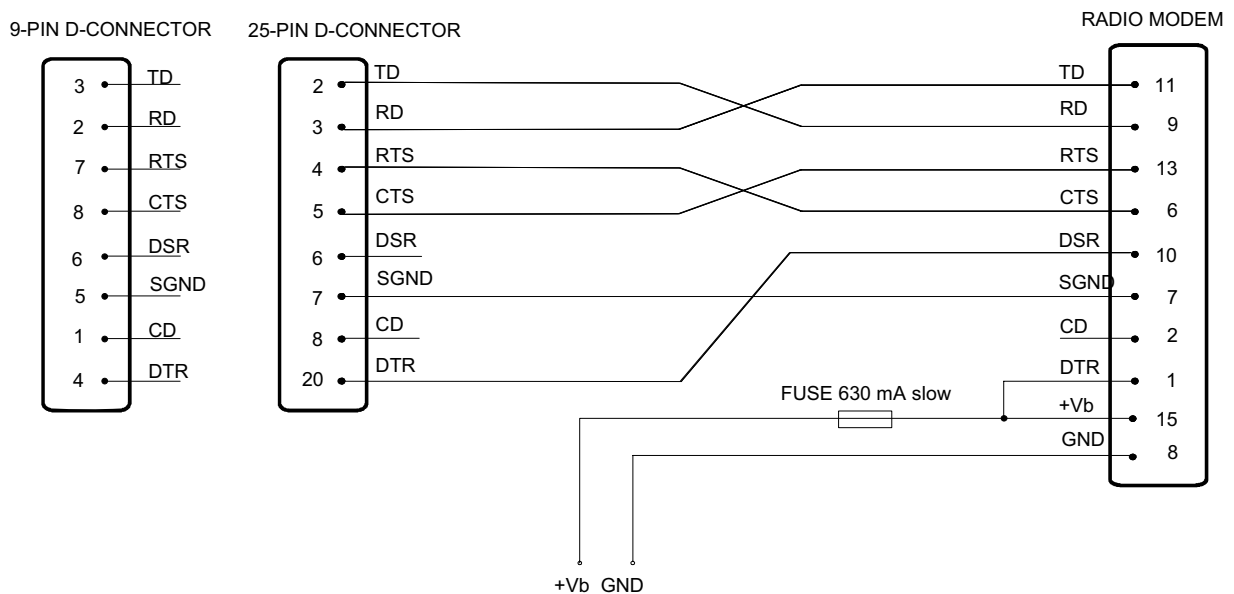 9-PIN D-CONNECTOR
25-PIN D-CONNECTOR
RADIO MODEM
3 TD
2 RD
7 RTS
8 CTS
6 DSR
5 SGND
1 CD
4 DTR
2 TD
3 RD
4 RTS
5 CTS
6 DSR
7 SGND
8 CD
20 DTR
TD 11
RD 9
RTS 13
CTS 6
DSR 10
SGND 7
CD 2
DTR 1
+Vb 15
GND 8
FUSE 630 mA slow
+Vb GND